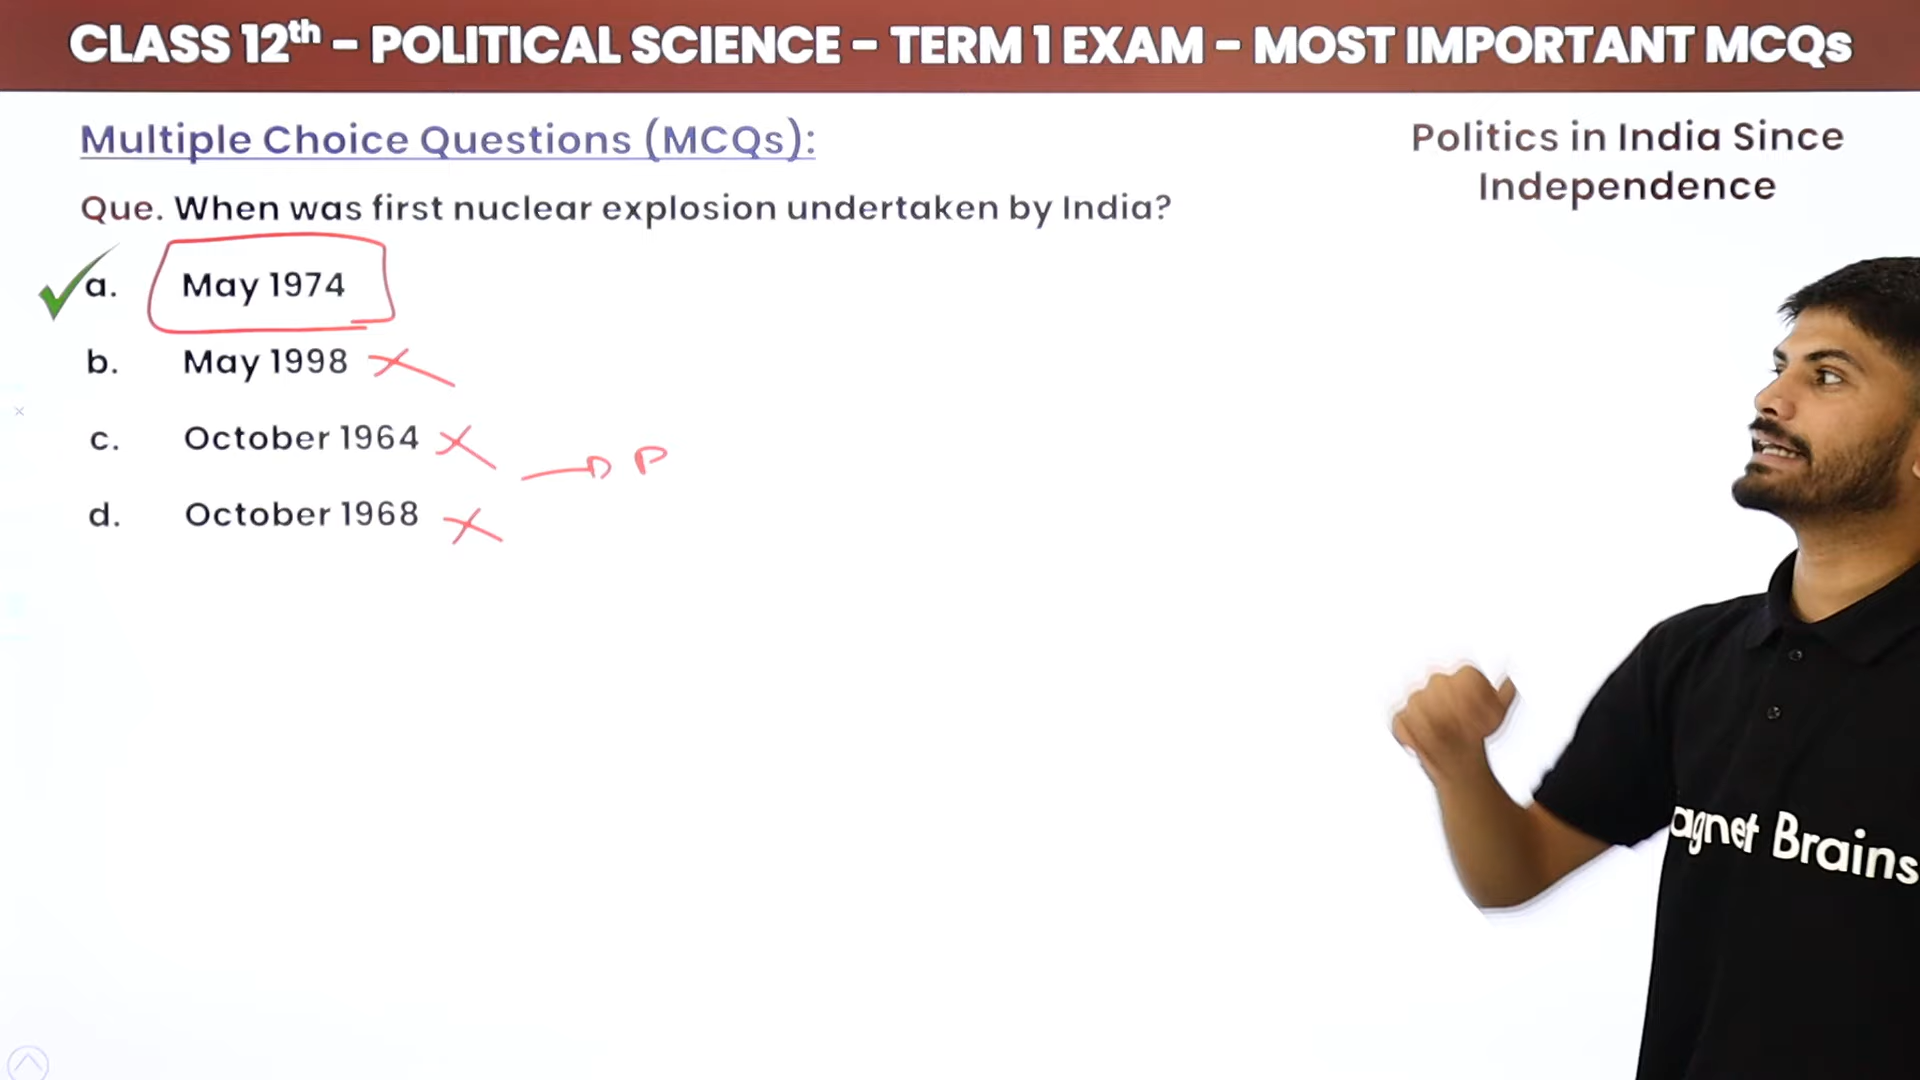 CLASS 12th – POLITICAL SCIENCE – TERM 1 EXAM – MOST IMPORTANT MCQs
Multiple Choice Questions (MCQs):
Politics in India Since
Independence
Que. When was first nuclear explosion undertaken by India?
a. May 1974
b. May 1998
c. October 1964
P
d. October 1968
agnet Brains